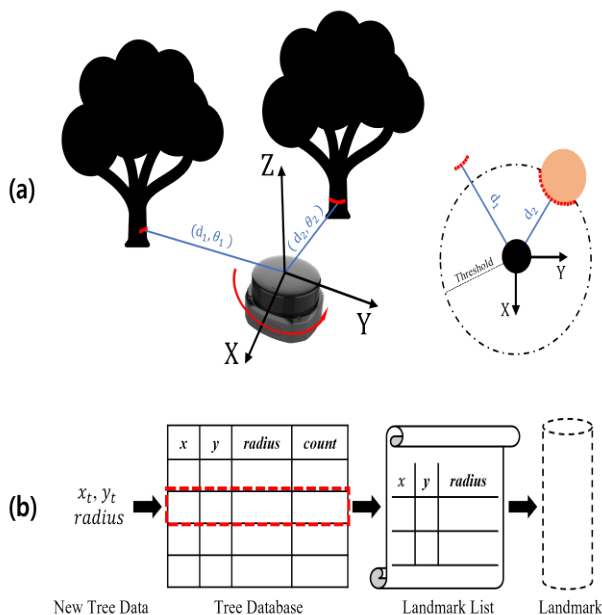 (a)
Z
(d₁, θ₁)
(d₂, θ₂)
Y
X
d₁
d₂
Threshold
Y
X
(b)
xₜ, yₜ
radius
x y radius count
x y radius
New Tree Data Tree Database Landmark List Landmark